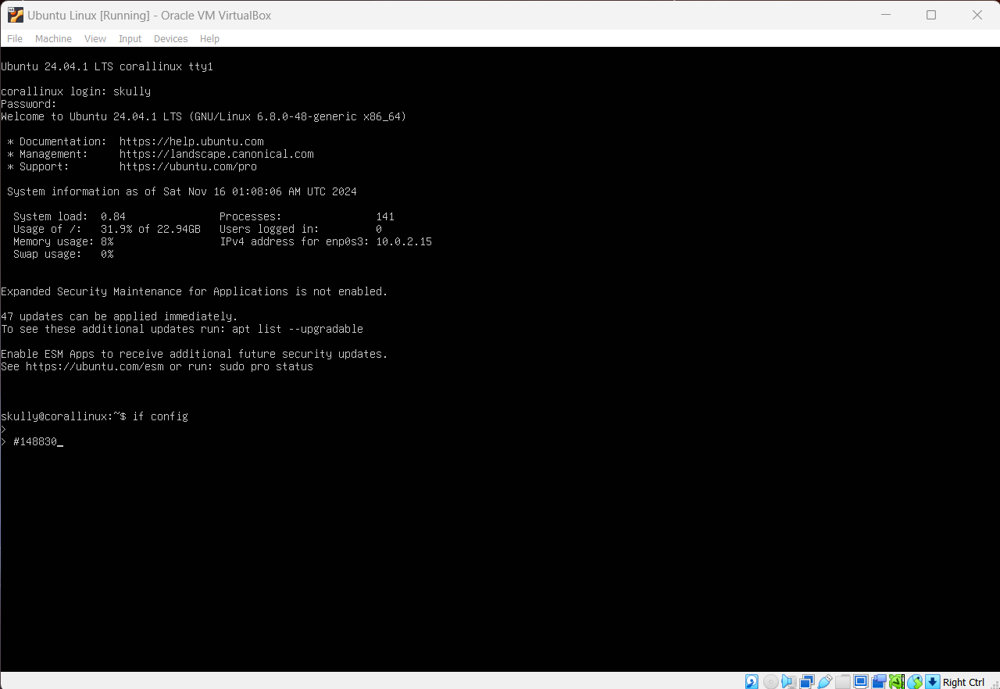 Ubuntu Linux [Running] - Oracle VM VirtualBox
File Machine View Input Devices Help
Ubuntu 24.04.1 LTS corallinux tty1
corallinux login: skully
Password:
Welcome to Ubuntu 24.04.1 LTS (GNU/Linux 6.8.0-48-generic x86_64)
* Documentation: https://help.ubuntu.com
* Management: https://landscape.canonical.com
* Support: https://ubuntu.com/pro
System information as of Sat Nov 16 01:08:06 AM UTC 2024
System load: 0.84 Processes: 141
Usage of /: 31.9% of 22.94GB Users logged in: 0
Memory usage: 8% IPv4 address for enp0s3: 10.0.2.15
Swap usage: 0%
Expanded Security Maintenance for Applications is not enabled.
47 updates can be applied immediately.
To see these additional updates run: apt list --upgradable
Enable ESM Apps to receive additional future security updates.
See https://ubuntu.com/esm or run: sudo pro status
skully@corallinux:~$ if config
>
> #148830_
Right Ctrl